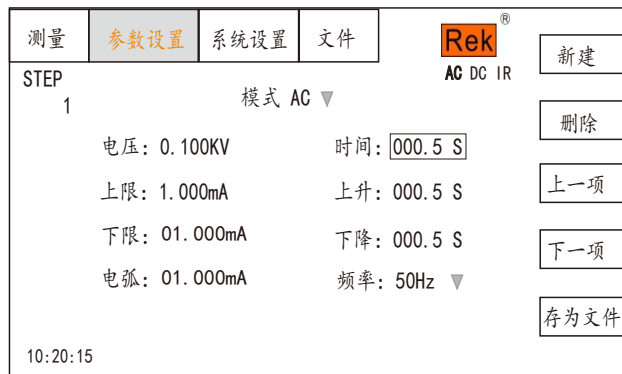 测量 参数设置 系统设置 文件 Rek®
AC DC IR
新建
STEP
1
模式 AC ▼
删除
电压: 0.100KV 时间: 000.5 S
上限: 1.000mA 上升: 000.5 S
上一项
下限: 01.000mA 下降: 000.5 S
下一项
电弧: 01.000mA 频率: 50Hz ▼
存为文件
10:20:15